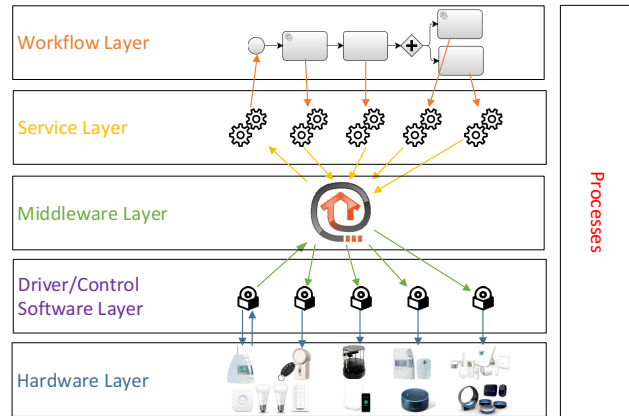 Workflow Layer
Service Layer
Middleware Layer
Driver/Control
Software Layer
Hardware Layer
Processes